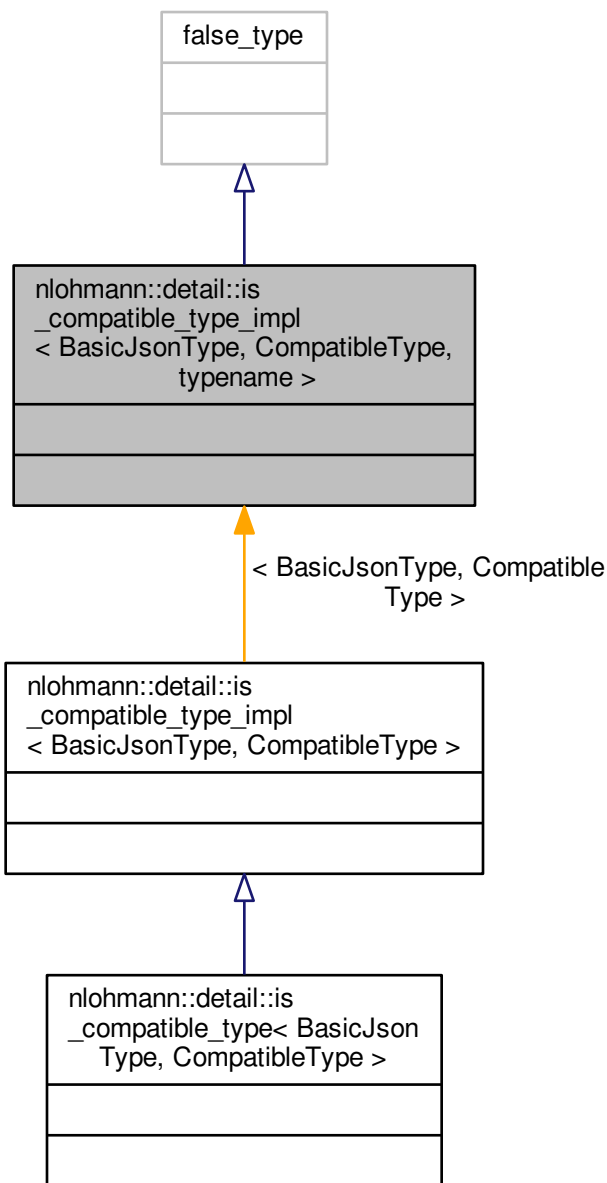 false_type
nlohmann::detail::is
_compatible_type_impl
< BasicJsonType, CompatibleType,
typename >
< BasicJsonType, Compatible
Type >
nlohmann::detail::is
_compatible_type_impl
< BasicJsonType, CompatibleType >
nlohmann::detail::is
_compatible_type< BasicJson
Type, CompatibleType >